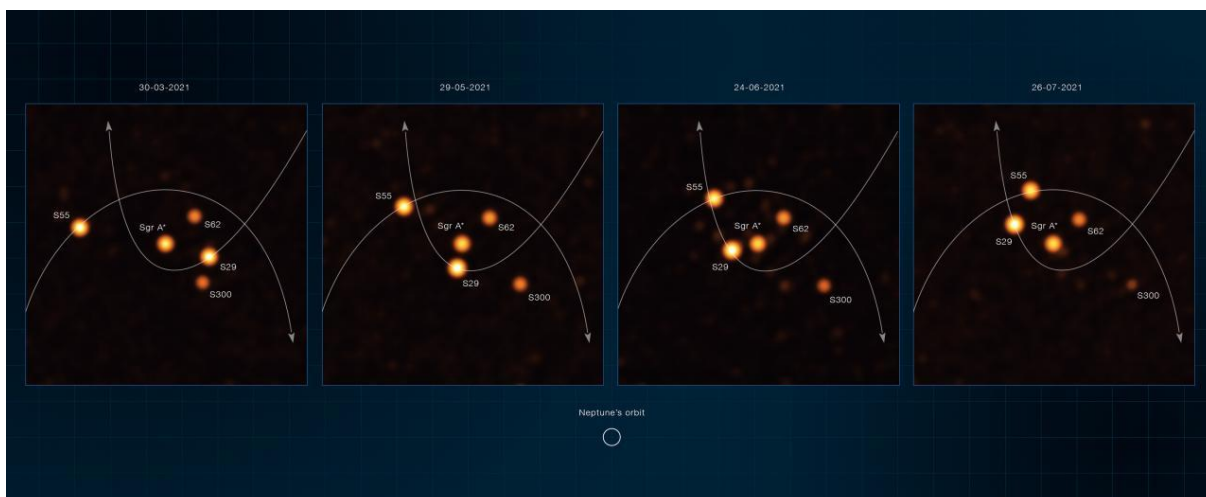 30-03-2021
29-05-2021
24-06-2021
26-07-2021
S55
Sgr A*
S62
S29
S300
S55
Sgr A*
S62
S29
S300
S55
Sgr A*
S62
S29
S300
S55
Sgr A*
S62
S29
S300
Neptune's orbit